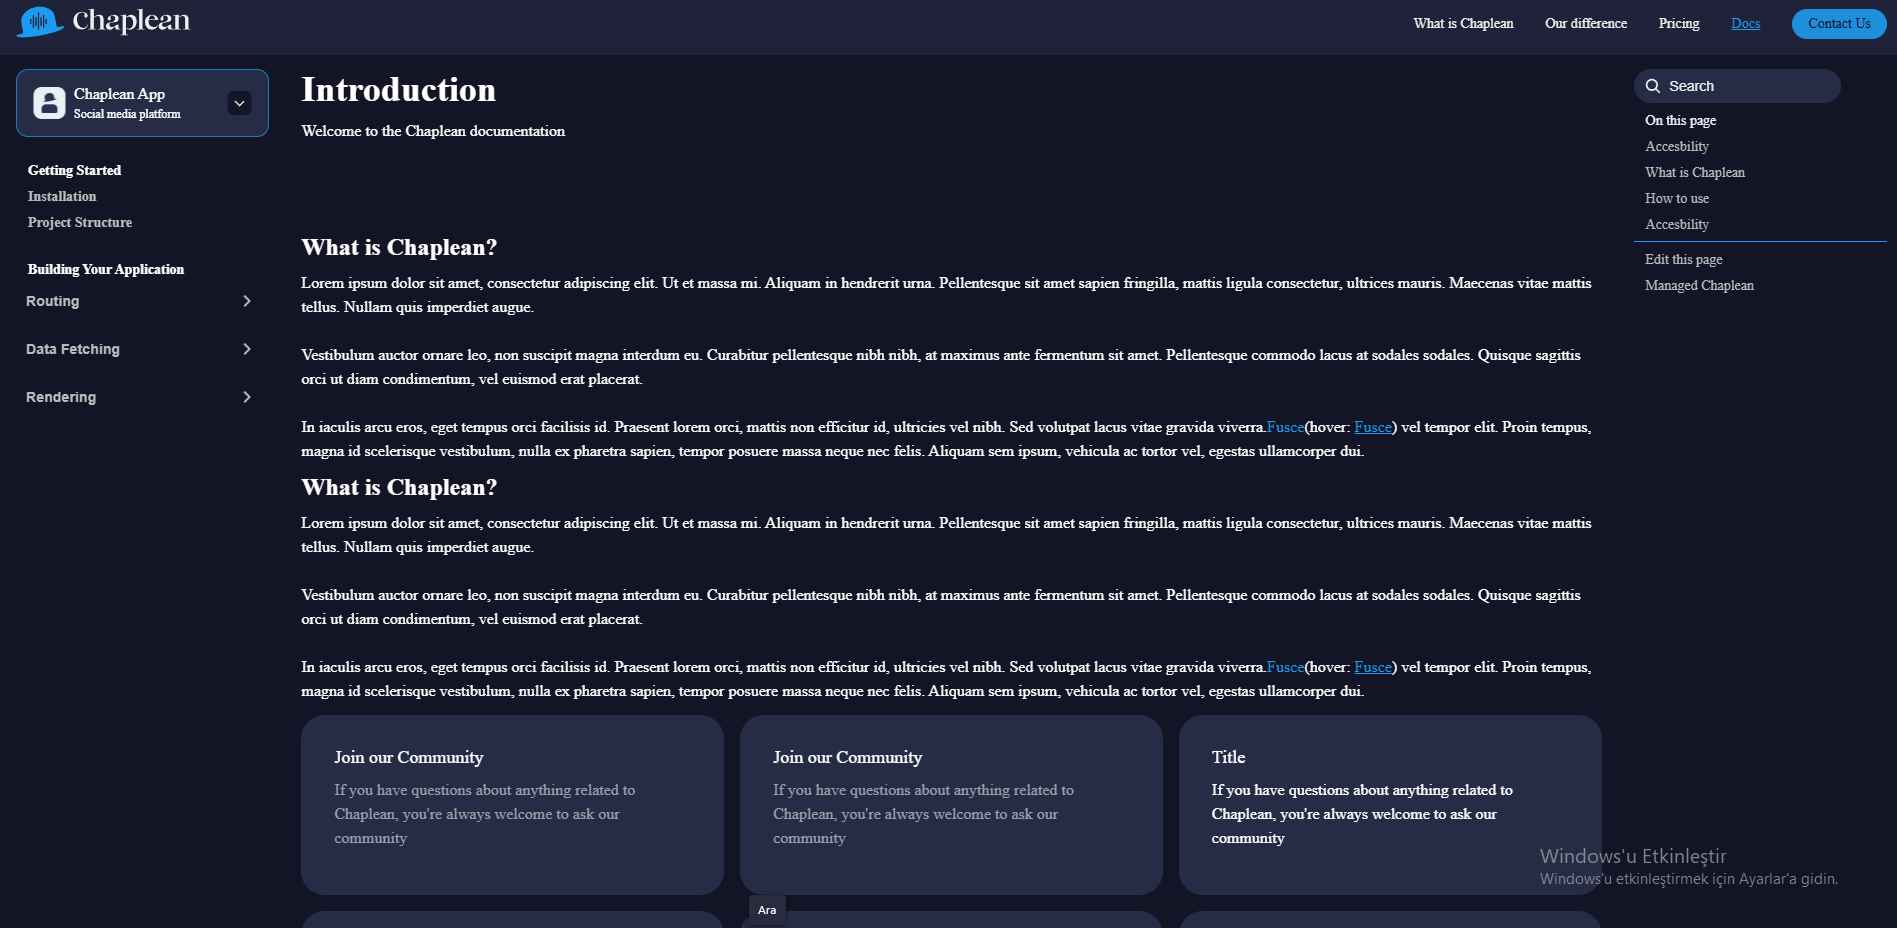 Chaplean
What is Chaplean
Our difference
Pricing
Docs
Contact Us
Chaplean App
Social media platform
Getting Started
Installation
Project Structure
Building Your Application
Routing
Data Fetching
Rendering
Introduction
Welcome to the Chaplean documentation
What is Chaplean?
Lorem ipsum dolor sit amet, consectetur adipiscing elit. Ut et massa mi. Aliquam in hendrerit urna. Pellentesque sit amet sapien fringilla, mattis ligula consectetur, ultrices mauris. Maecenas vitae mattis
tellus. Nullam quis imperdiet augue.
Vestibulum auctor ornare leo, non suscipit magna interdum eu. Curabitur pellentesque nibh nibh, at maximus ante fermentum sit amet. Pellentesque commodo lacus at sodales sodales. Quisque sagittis
orci ut diam condimentum, vel euismod erat placerat.
In iaculis arcu eros, eget tempus orci facilisis id. Praesent lorem orci, mattis non efficitur id, ultricies vel nibh. Sed volutpat lacus vitae gravida viverra.Fusce(hover: Fusce) vel tempor elit. Proin tempus,
magna id scelerisque vestibulum, nulla ex pharetra sapien, tempor posuere massa neque nec felis. Aliquam sem ipsum, vehicula ac tortor vel, egestas ullamcorper dui.
What is Chaplean?
Lorem ipsum dolor sit amet, consectetur adipiscing elit. Ut et massa mi. Aliquam in hendrerit urna. Pellentesque sit amet sapien fringilla, mattis ligula consectetur, ultrices mauris. Maecenas vitae mattis
tellus. Nullam quis imperdiet augue.
Vestibulum auctor ornare leo, non suscipit magna interdum eu. Curabitur pellentesque nibh nibh, at maximus ante fermentum sit amet. Pellentesque commodo lacus at sodales sodales. Quisque sagittis
orci ut diam condimentum, vel euismod erat placerat.
In iaculis arcu eros, eget tempus orci facilisis id. Praesent lorem orci, mattis non efficitur id, ultricies vel nibh. Sed volutpat lacus vitae gravida viverra.Fusce(hover: Fusce) vel tempor elit. Proin tempus,
magna id scelerisque vestibulum, nulla ex pharetra sapien, tempor posuere massa neque nec felis. Aliquam sem ipsum, vehicula ac tortor vel, egestas ullamcorper dui.
Join our Community
If you have questions about anything related to
Chaplean, you're always welcome to ask our
community
Join our Community
If you have questions about anything related to
Chaplean, you're always welcome to ask our
community
Title
If you have questions about anything related to
Chaplean, you're always welcome to ask our
community
Search
On this page
Accesbility
What is Chaplean
How to use
Accesbility
Edit this page
Managed Chaplean
Windows'u Etkinleştir
Windows'u etkinleştirmek için Ayarlar'a gidin.
Ara